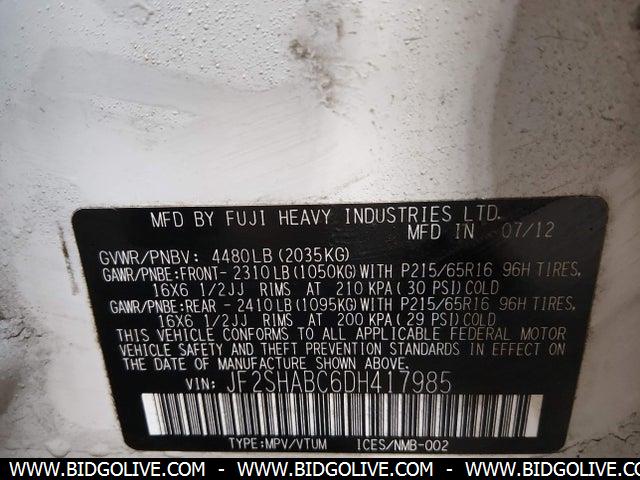 MFD BY FUJI HEAVY INDUSTRIES LTD.
MFD IN 07/12
GVWR/PNBV: 4480LB(2035KG)
GAWR/PNBE:FRONT-2310LB(1050KG)WITH P215/65R16 96H TIRES,
16X6 1/2JJ RIMS AT 210 KPA(30 PSI)COLD
GAWR/PNBE:REAR -2410LB(1095KG)WITH P215/65R16 96H TIRES,
16X6 1/2JJ RIMS AT 200 KPA(29 PSI)COLD
THIS VEHICLE CONFORMS TO ALL APPLICABLE FEDERAL MOTOR
VEHICLE SAFETY AND THEFT PREVENTION STANDARDS IN EFFECT ON
THE DATE OF MANUFACTURE SHOWN ABOVE.
VIN: JF2SHABC6DH417985
TYPE:MPV/VTUM ICES/NMB-002
WWW.BIDGOLIVE.COM - WWW.BIDGOLIVE.COM - WWW.BIDGOLIVE.COM - WWW.BIDGOLIVE.COM